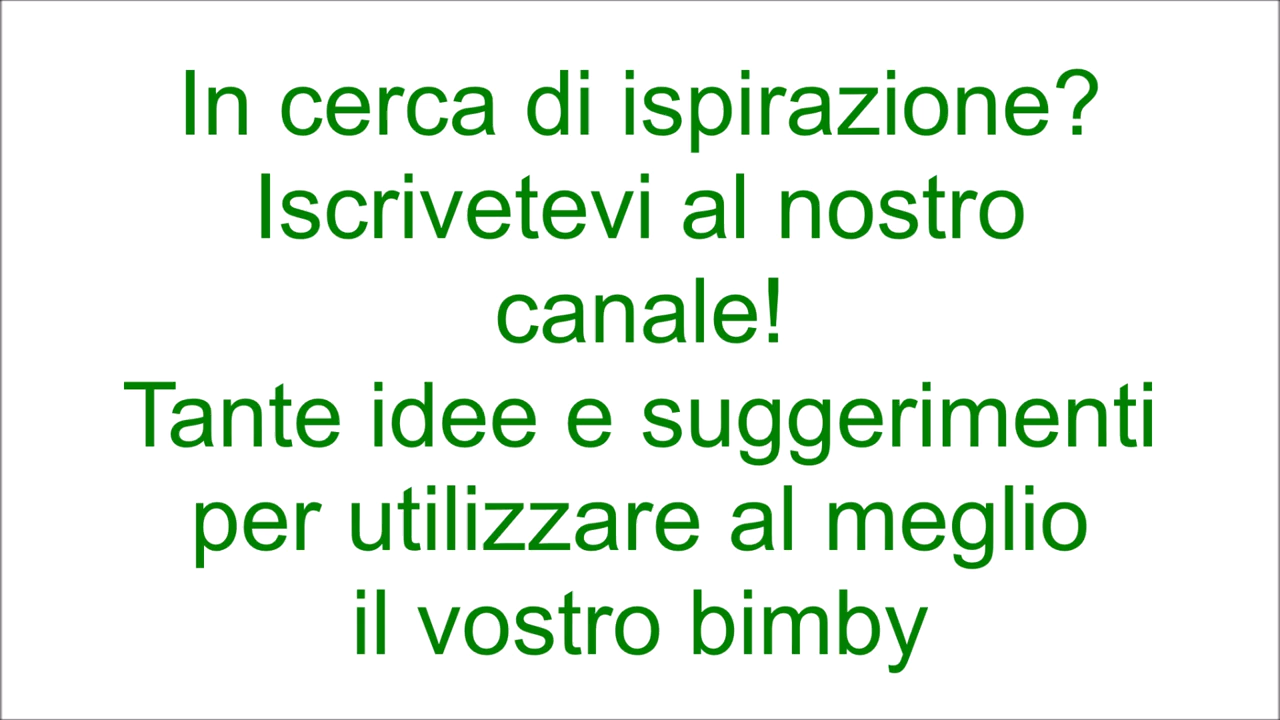 In cerca di ispirazione?
Iscrivetevi al nostro
canale!
Tante idee e suggerimenti
per utilizzare al meglio
il vostro bimby